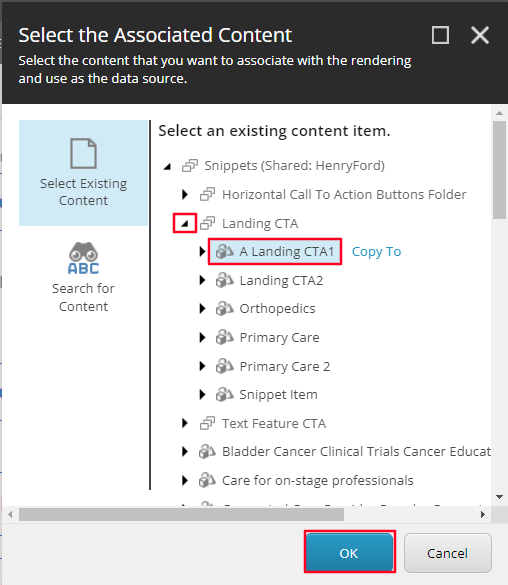 Select the Associated Content
Select the content that you want to associate with the rendering
and use as the data source.
Select Existing
Content
ABC
Search for
Content
Select an existing content item.
Snippets (Shared: HenryFord)
Horizontal Call To Action Buttons Folder
Landing CTA
A Landing CTA1 Copy To
Landing CTA2
Orthopedics
Primary Care
Primary Care 2
Snippet Item
Text Feature CTA
Bladder Cancer Clinical Trials Cancer Educat
Care for on-stage professionals
OK Cancel